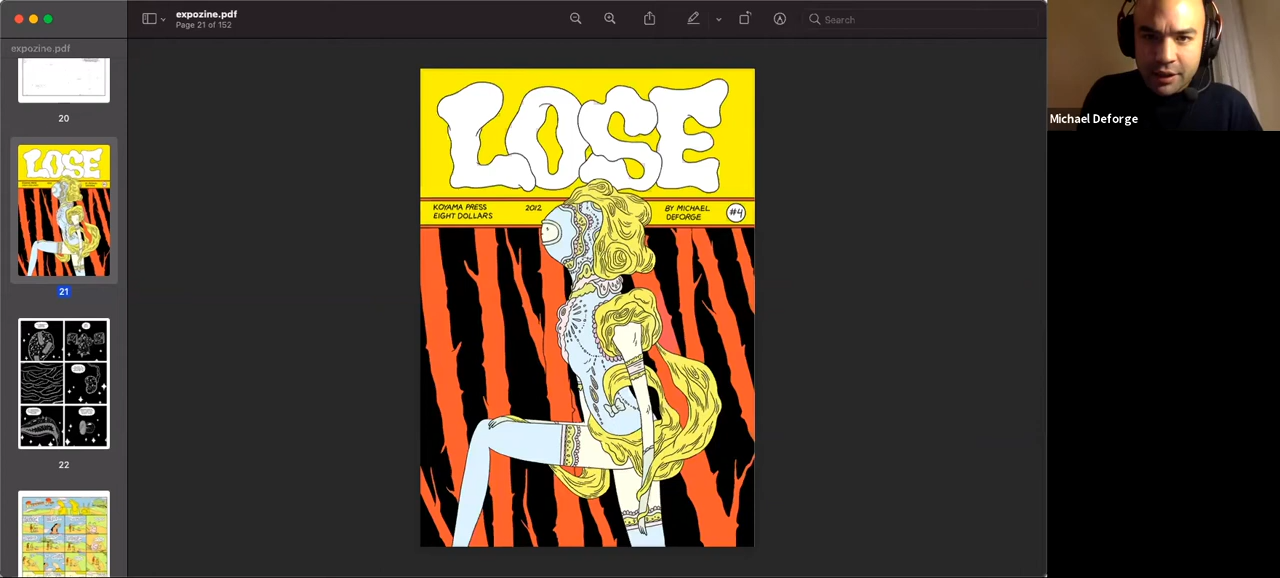 expozine.pdf
Page 21 of 152
Search
expozine.pdf
20
21
22
LOSE
KOYAMA PRESS
EIGHT DOLLARS
2012
BY MICHAEL
DEFORGE
#4
LOSE
Michael Deforge